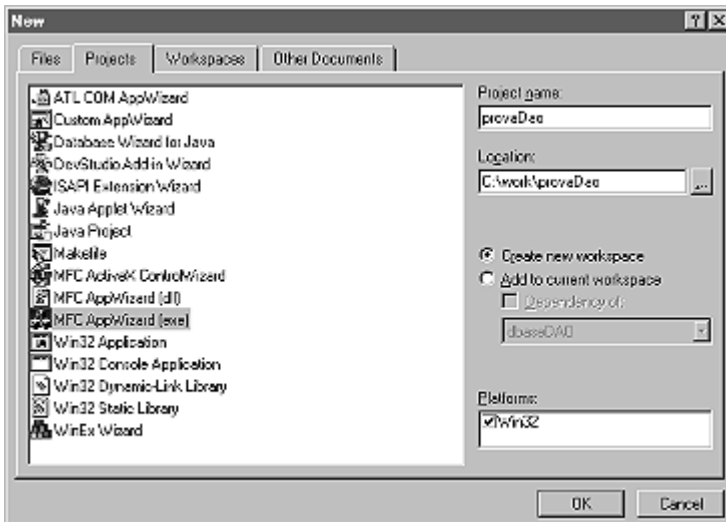 New
Files Projects Workspaces Other Documents
ATL COM AppWizard
Custom AppWizard
Database Wizard for Java
DevStudio Add-in Wizard
ISAPI Extension Wizard
Java Applet Wizard
Java Project
Makefile
MFC ActiveX ControlWizard
MFC AppWizard (dll)
MFC AppWizard (exe)
Win32 Application
Win32 Console Application
Win32 Dynamic-Link Library
Win32 Static Library
WinEx Wizard
Project name:
provaDao
Location:
C:\work\provaDao
...
Create new workspace
Add to current workspace
Dependency of:
dbaseDAO
Platforms:
Win32
OK Cancel